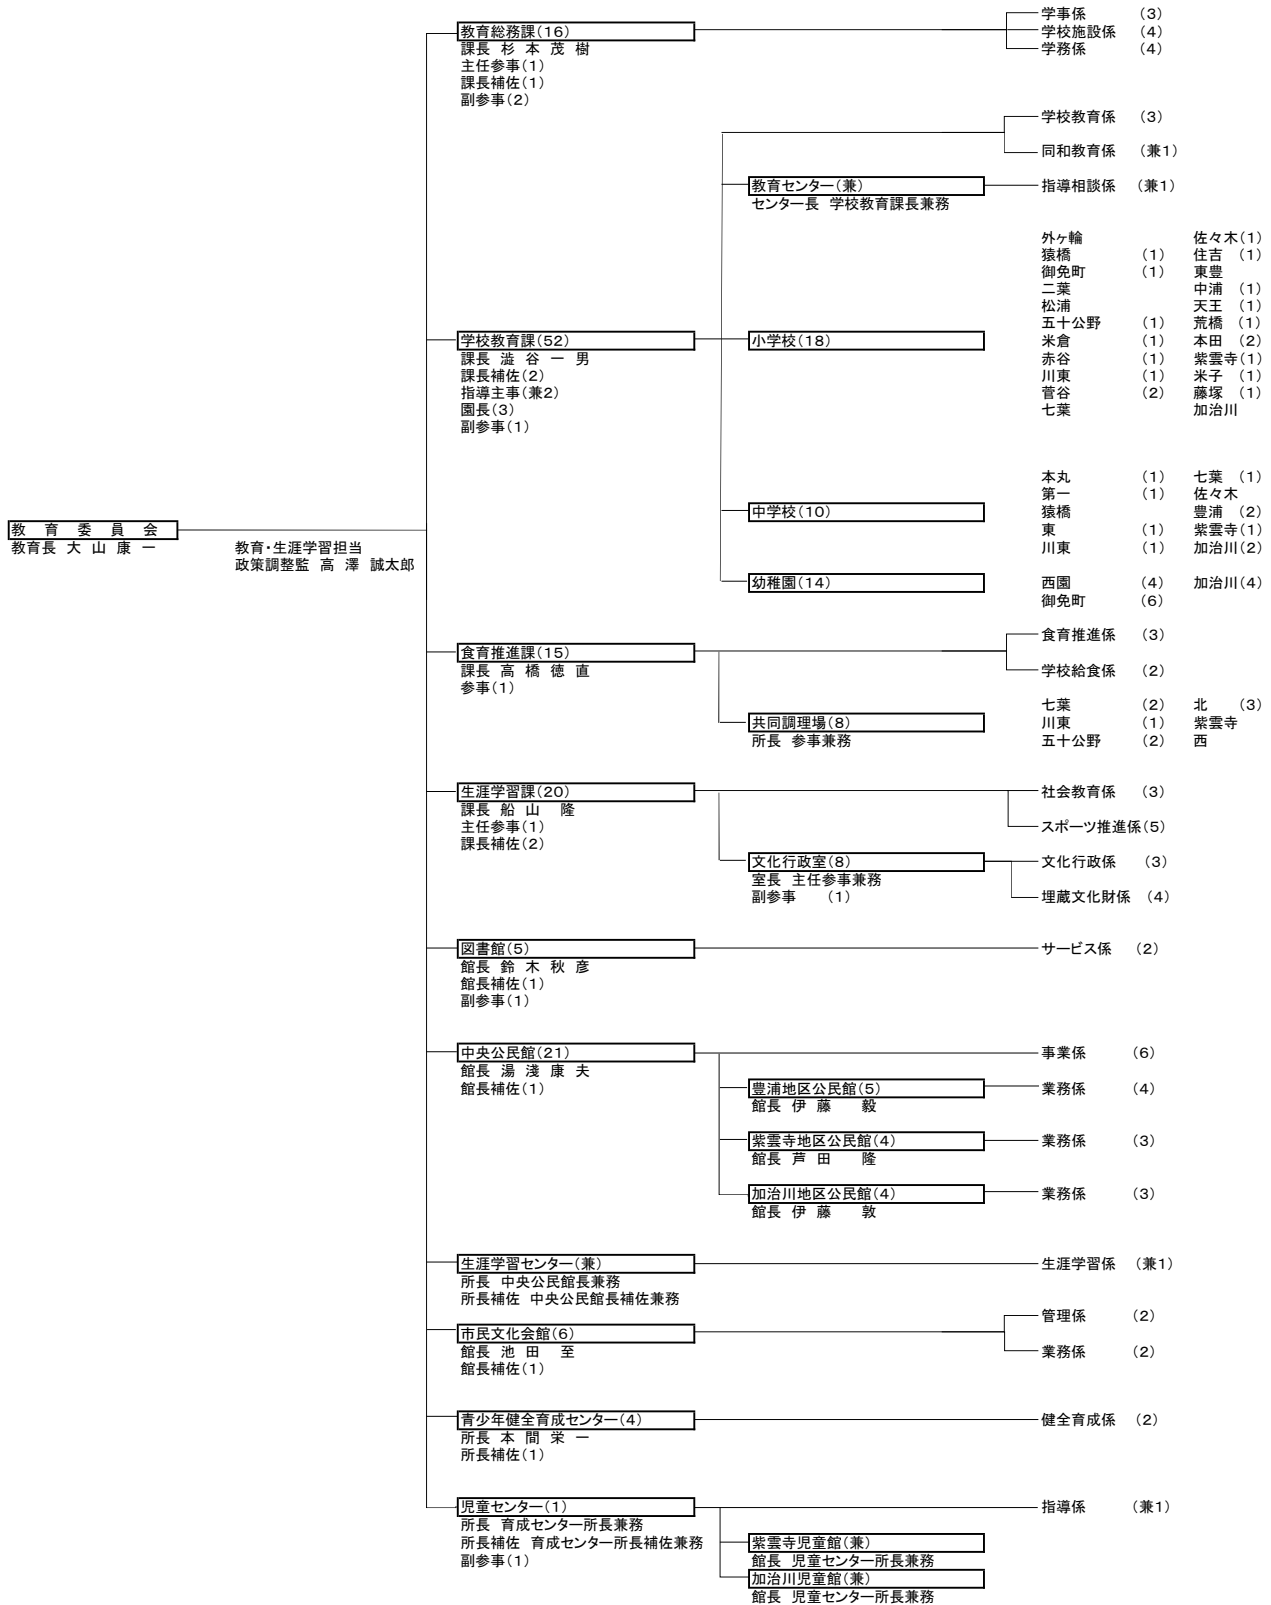 教　育　委　員　会
教育長 大 山 康 一
教育・生涯学習担当
政策調整監 高 澤 誠太郎
教育総務課(16)
課長 杉 本 茂 樹
主任参事(1)
課長補佐(1)
副参事(2)
学事係 (3)
学校施設係 (4)
学務係 (4)
学校教育課(52)
課長 澁 谷 一 男
課長補佐(2)
指導主事(兼2)
園長(3)
副参事(1)
学校教育係 (3)
同和教育係 (兼1)
教育センター(兼)
センター長 学校教育課長兼務
指導相談係 (兼1)
小学校(18)
外ヶ輪 佐々木(1)
猿橋 (1) 住吉 (1)
御免町 (1) 東豊
二葉 中浦 (1)
松浦 天王 (1)
五十公野 (1) 荒橋 (1)
米倉 (1) 本田 (2)
赤谷 (1) 紫雲寺(1)
川東 (1) 米子 (1)
菅谷 (2) 藤塚 (1)
七葉 加治川
中学校(10)
本丸 (1) 七葉 (1)
第一 (1) 佐々木
猿橋 豊浦 (2)
東 (1) 紫雲寺(1)
川東 (1) 加治川(2)
幼稚園(14)
西園 (4) 加治川(4)
御免町 (6)
食育推進課(15)
課長 高 橋 徳 直
参事(1)
食育推進係 (3)
学校給食係 (2)
共同調理場(8)
所長 参事兼務
七葉 (2) 北 (3)
川東 (1) 紫雲寺
五十公野 (2) 西
生涯学習課(20)
課長 船 山　隆
主任参事(1)
課長補佐(2)
社会教育係 (3)
スポーツ推進係(5)
文化行政室(8)
室長 主任参事兼務
副参事 (1)
文化行政係 (3)
埋蔵文化財係 (4)
図書館(5)
館長 鈴 木 秋 彦
館長補佐(1)
副参事(1)
サービス係 (2)
中央公民館(21)
館長 湯 淺 康 夫
館長補佐(1)
事業係 (6)
豊浦地区公民館(5)
館長 伊 藤　毅
業務係 (4)
紫雲寺地区公民館(4)
館長 芦 田　隆
業務係 (3)
加治川地区公民館(4)
館長 伊 藤　敦
業務係 (3)
生涯学習センター(兼)
所長 中央公民館長兼務
所長補佐 中央公民館長補佐兼務
生涯学習係 (兼1)
市民文化会館(6)
館長 池 田　至
館長補佐(1)
管理係 (2)
業務係 (2)
青少年健全育成センター(4)
所長 本 間 栄 一
所長補佐(1)
健全育成係 (2)
児童センター(1)
所長 育成センター所長兼務
所長補佐 育成センター所長補佐兼務
副参事(1)
指導係 (兼1)
紫雲寺児童館(兼)
館長 児童センター所長兼務
加治川児童館(兼)
館長 児童センター所長兼務